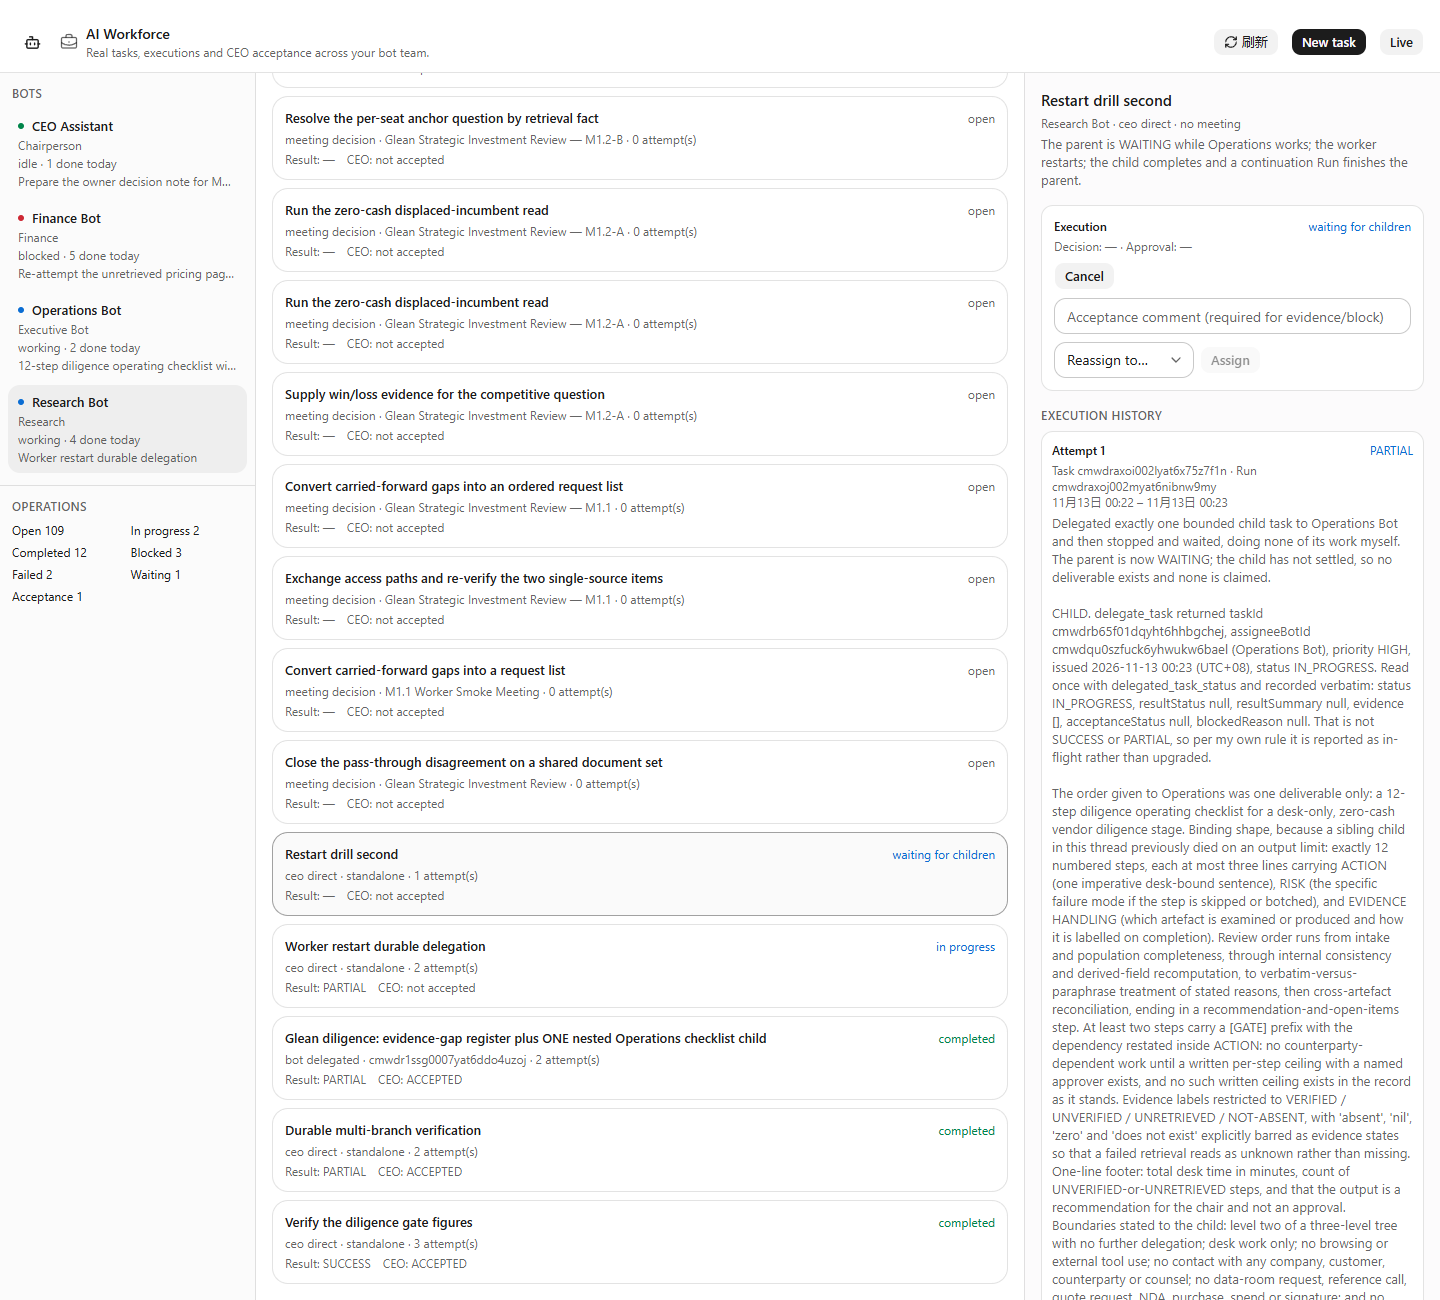 AI Workforce
Real tasks, executions and CEO acceptance across your bot team.
刷新
New task
Live
BOTS
CEO Assistant
Chairperson
idle · 1 done today
Prepare the owner decision note for M...
Finance Bot
Finance
blocked · 5 done today
Re-attempt the unretrieved pricing pag...
Operations Bot
Executive Bot
working · 2 done today
12-step diligence operating checklist wi...
Research Bot
Research
working · 4 done today
Worker restart durable delegation
OPERATIONS
Open 109
In progress 2
Completed 12
Blocked 3
Failed 2
Waiting 1
Acceptance 1
Resolve the per-seat anchor question by retrieval fact
open
meeting decision · Glean Strategic Investment Review — M1.2-B · 0 attempt(s)
Result: — CEO: not accepted
Run the zero-cash displaced-incumbent read
open
meeting decision · Glean Strategic Investment Review — M1.2-A · 0 attempt(s)
Result: — CEO: not accepted
Run the zero-cash displaced-incumbent read
open
meeting decision · Glean Strategic Investment Review — M1.2-A · 0 attempt(s)
Result: — CEO: not accepted
Supply win/loss evidence for the competitive question
open
meeting decision · Glean Strategic Investment Review — M1.2-A · 0 attempt(s)
Result: — CEO: not accepted
Convert carried-forward gaps into an ordered request list
open
meeting decision · Glean Strategic Investment Review — M1.1 · 0 attempt(s)
Result: — CEO: not accepted
Exchange access paths and re-verify the two single-source items
open
meeting decision · Glean Strategic Investment Review — M1.1 · 0 attempt(s)
Result: — CEO: not accepted
Convert carried-forward gaps into a request list
open
meeting decision · M1.1 Worker Smoke Meeting · 0 attempt(s)
Result: — CEO: not accepted
Close the pass-through disagreement on a shared document set
open
meeting decision · Glean Strategic Investment Review · 0 attempt(s)
Result: — CEO: not accepted
Restart drill second
waiting for children
ceo direct · standalone · 1 attempt(s)
Result: — CEO: not accepted
Worker restart durable delegation
in progress
ceo direct · standalone · 2 attempt(s)
Result: PARTIAL CEO: not accepted
Glean diligence: evidence-gap register plus ONE nested Operations checklist child
completed
bot delegated · cmwdr1ssg0007yat6ddo4uzoj · 2 attempt(s)
Result: PARTIAL CEO: ACCEPTED
Durable multi-branch verification
completed
ceo direct · standalone · 2 attempt(s)
Result: PARTIAL CEO: ACCEPTED
Verify the diligence gate figures
completed
ceo direct · standalone · 3 attempt(s)
Result: SUCCESS CEO: ACCEPTED
Restart drill second
Research Bot · ceo direct · no meeting
The parent is WAITING while Operations works; the worker
restarts; the child completes and a continuation Run finishes the
parent.
Execution
waiting for children
Decision: — · Approval: —
Cancel
Acceptance comment (required for evidence/block)
Reassign to...
Assign
EXECUTION HISTORY
Attempt 1
PARTIAL
Task cmwdraxoi002lyat6x75z7f1n · Run
cmwdraxoj002myat6nibnw9my
11月13日 00:22 – 11月13日 00:23
Delegated exactly one bounded child task to Operations Bot
and then stopped and waited, doing none of its work myself.
The parent is now WAITING; the child has not settled, so no
deliverable exists and none is claimed.
CHILD. delegate_task returned taskId
cmwdrb65f01dqyht6hhbgchej, assigneeBotId
cmwdqu0szfuck6yhwukw6bael (Operations Bot), priority HIGH,
issued 2026-11-13 00:23 (UTC+08), status IN_PROGRESS. Read
once with delegated_task_status and recorded verbatim: status
IN_PROGRESS, resultStatus null, resultSummary null, evidence
[], acceptanceStatus null, blockedReason null. That is not
SUCCESS or PARTIAL, so per my own rule it is reported as in-
flight rather than upgraded.
The order given to Operations was one deliverable only: a 12-
step diligence operating checklist for a desk-only, zero-cash
vendor diligence stage. Binding shape, because a sibling child
in this thread previously died on an output limit: exactly 12
numbered steps, each at most three lines carrying ACTION
(one imperative desk-bound sentence), RISK (the specific
failure mode if the step is skipped or botched), and EVIDENCE
HANDLING (which artefact is examined or produced and how
it is labelled on completion). Review order runs from intake
and population completeness, through internal consistency
and derived-field recomputation, to verbatim-versus-
paraphrase treatment of stated reasons, then cross-artefact
reconciliation, ending in a recommendation-and-open-items
step. At least two steps carry a [GATE] prefix with the
dependency restated inside ACTION: no counterparty-
dependent work until a written per-step ceiling with a named
approver exists, and no such written ceiling exists in the record
as it stands. Evidence labels restricted to VERIFIED /
UNVERIFIED / UNRETRIEVED / NOT-ABSENT, with 'absent', 'nil',
'zero' and 'does not exist' explicitly barred as evidence states
so that a failed retrieval reads as unknown rather than missing.
One-line footer: total desk time in minutes, count of
UNVERIFIED-or-UNRETRIEVED steps, and that the output is a
recommendation for the chair and not an approval.
Boundaries stated to the child: level two of a three-level tree
with no further delegation; desk work only; no browsing or
external tool use; no contact with any company, customer,
counterparty or counsel; no data-room request, reference call,
quote request, NDA, purchase, spend or signature; and no